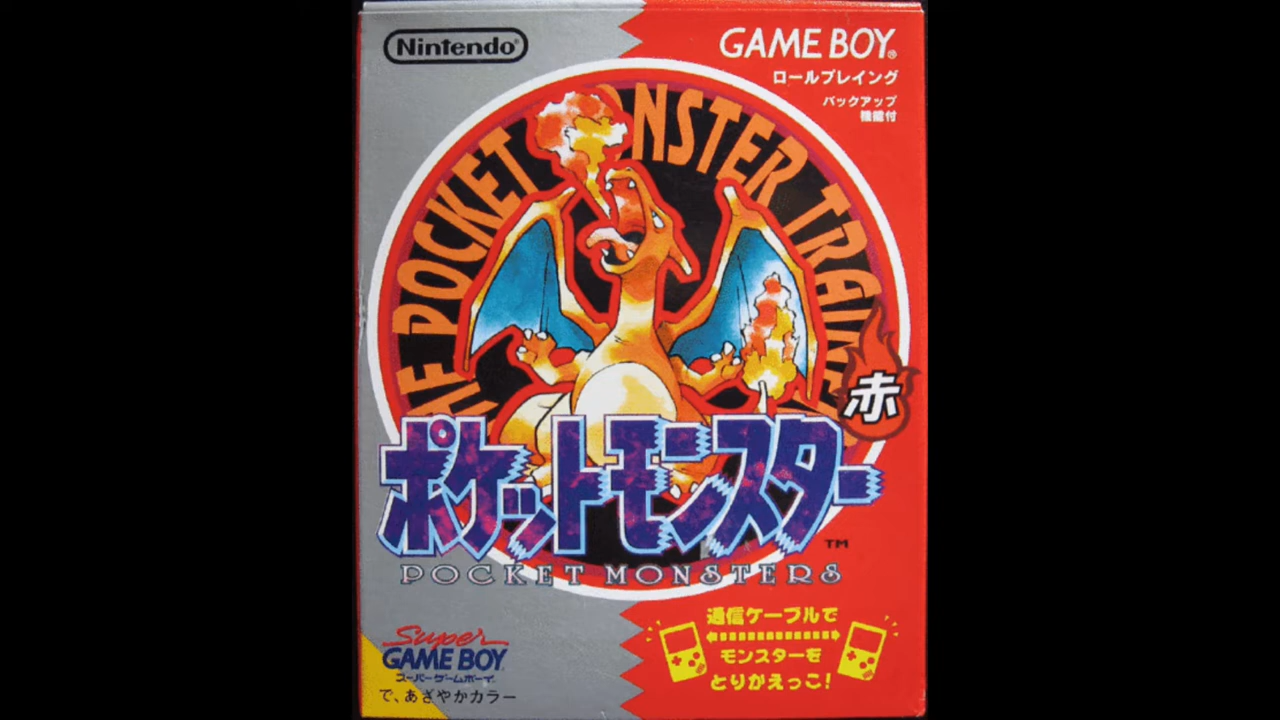 Nintendo®
GAME BOY®
ロールプレイング
バックアップ
機能付
POCKET MONSTER TRAINE
赤
ポケットモンスター
TM
POCKET MONSTERS
Super
GAME BOY
スーパーゲームボーイ
で、あざやかカラー
通信ケーブルで
モンスターを
とりかえっこ!